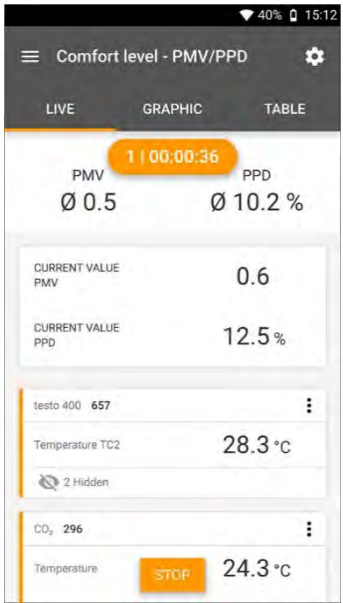 40% 15:12
Comfort level - PMV/PPD
LIVE GRAPHIC TABLE
1 | 00:00:36
PMV PPD
Ø 0.5 Ø 10.2 %
CURRENT VALUE
PMV
0.6
CURRENT VALUE
PPD
12.5 %
testo 400 657
Temperature TC2 28.3 °C
2 Hidden
CO₂ 296
Temperature STOP 24.3 °C